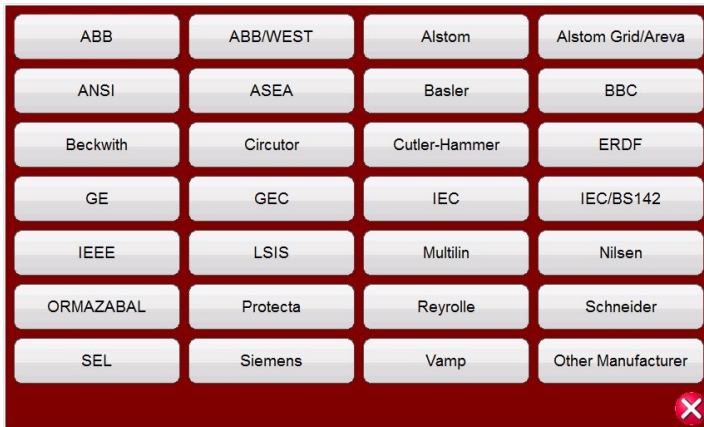 ABB ABB/WEST Alstom Alstom Grid/Areva
ANSI ASEA Basler BBC
Beckwith Circutor Cutler-Hammer ERDF
GE GEC IEC IEC/BS142
IEEE LSIS Multilin Nilsen
ORMAZABAL Protecta Reyrolle Schneider
SEL Siemens Vamp Other Manufacturer